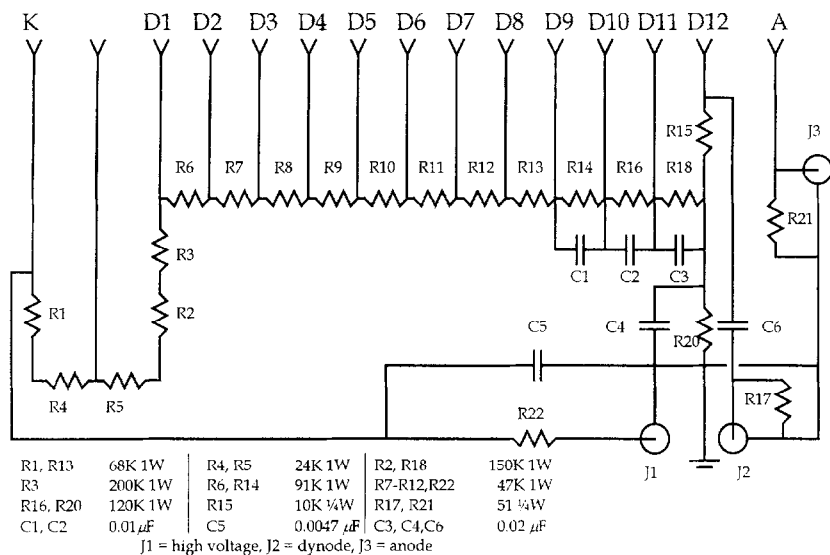 K D1 D2 D3 D4 D5 D6 D7 D8 D9 D10 D11 D12 A
R15
J3
R6 R7 R8 R9 R10 R11 R12 R13 R14 R16 R18
R21
R3
C1 C2 C3
R1 R2
C5 C4 R20 C6
R4 R5
R17
R22
J1 J2
R1, R13 68K 1W R4, R5 24K 1W R2, R18 150K 1W
R3 200K 1W R6, R14 91K 1W R7-R12,R22 47K 1W
R16, R20 120K 1W R15 10K ¼W R17, R21 51 ¼W
C1, C2 0.01 µF C5 0.0047 µF C3, C4,C6 0.02 µF
J1 = high voltage, J2 = dynode, J3 = anode